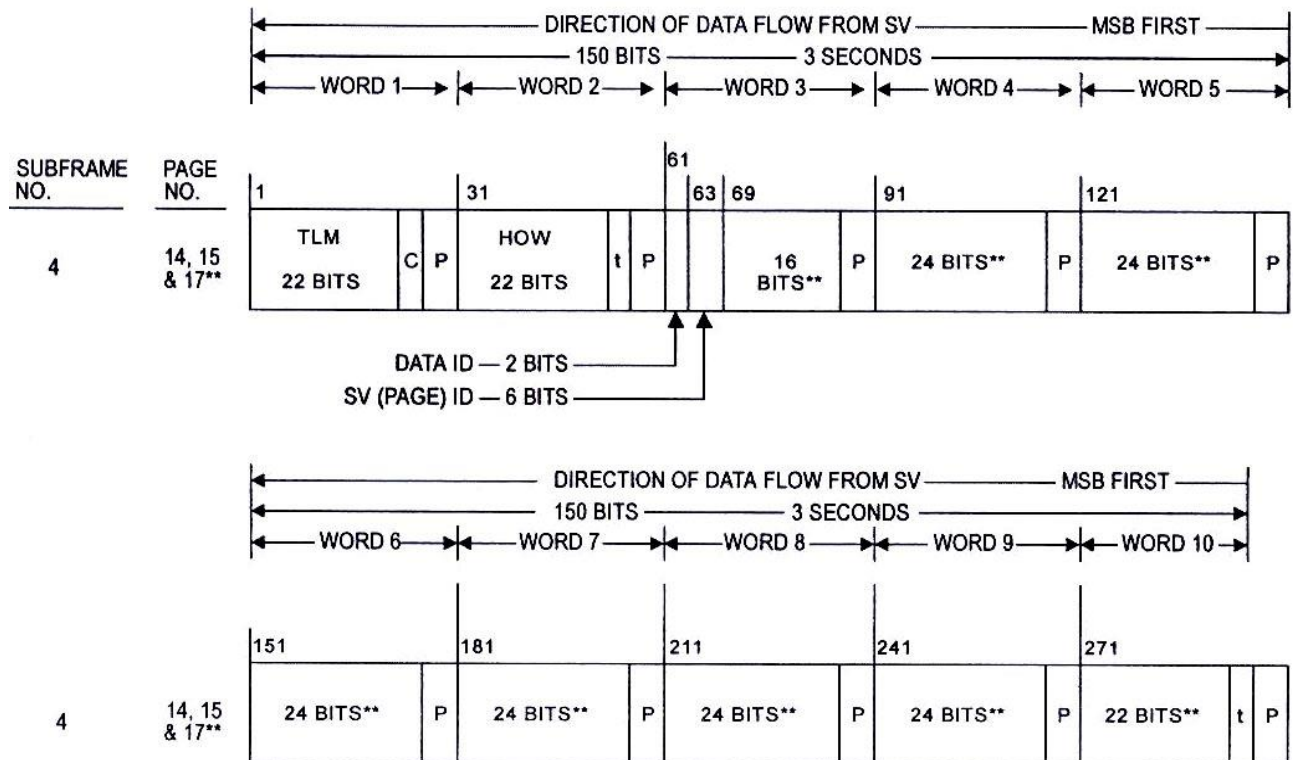 DIRECTION OF DATA FLOW FROM SV MSB FIRST
150 BITS 3 SECONDS
WORD 1 WORD 2 WORD 3 WORD 4 WORD 5
SUBFRAME NO. PAGE NO.
1 31 61 63 69 91 121
4 14, 15 & 17**
TLM 22 BITS C P HOW 22 BITS t P 16 BITS** P 24 BITS** P 24 BITS** P
DATA ID — 2 BITS
SV (PAGE) ID — 6 BITS
DIRECTION OF DATA FLOW FROM SV MSB FIRST
150 BITS 3 SECONDS
WORD 6 WORD 7 WORD 8 WORD 9 WORD 10
151 181 211 241 271
4 14, 15 & 17**
24 BITS** P 24 BITS** P 24 BITS** P 24 BITS** P 22 BITS** t P